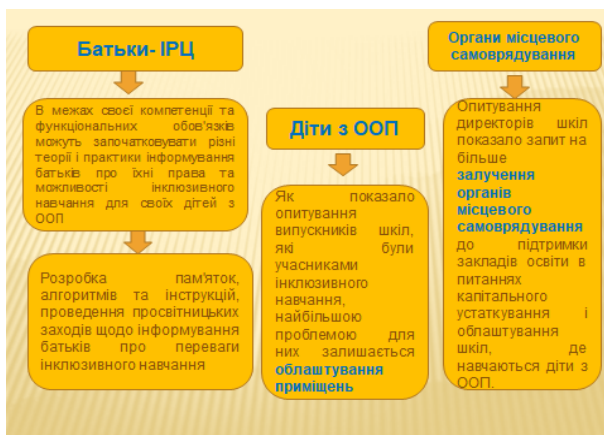 Батьки- ІРЦ
В межах своєї компетенції та
функціональних обов'язків
можуть започатковувати різні
теорії і практики інформування
батьків про їхні права та
можливості інклюзивного
навчання для своїх дітей з
ООП
Розробка пам'яток,
алгоритмів та інструкцій,
проведення просвітницьких
заходів щодо інформування
батьків про переваги
інклюзивного навчання
Діти з ООП
Як показало
опитування
випускників шкіл,
які були
учасниками
інклюзивного
навчання,
найбільшою
проблемою для
них залишається
облаштування
приміщень
Органи місцевого
самоврядування
Опитування
директорів шкіл
показало запит на
більше
залучення
органів
місцевого
самоврядування
до підтримки
закладів освіти в
питаннях
капітального
устаткування і
облаштування
шкіл, де
навчаються діти з
ООП.